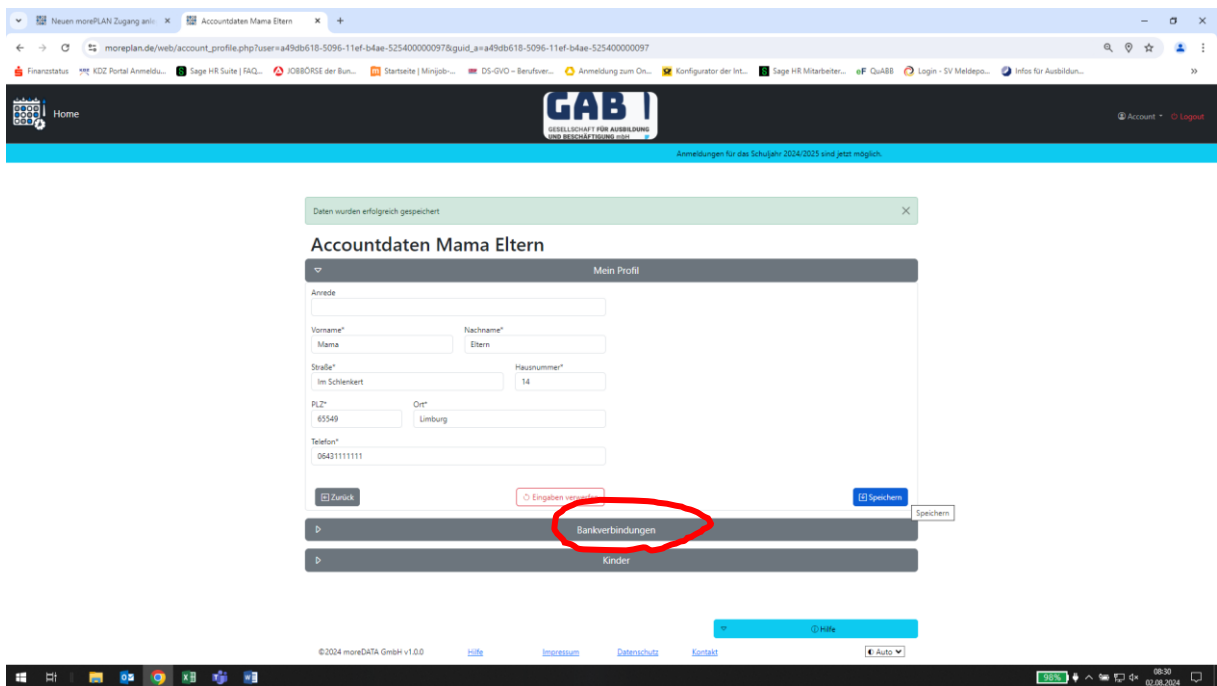 Neuen morePLAN Zugang anle
Accountdaten Mama Eltern
moreplan.de/web/account_profile.php?user=a49db618-5096-11ef-b4ae-525400000097&guid_a=a49db618-5096-11ef-b4ae-525400000097
Finanzstatus KDZ Portal Anmeldu... Sage HR Suite | FAQ... JOBBÖRSE der Bun... Startseite | Minijob-... DS-GVO – Berufsver... Anmeldung zum On... Konfigurator der Int... Sage HR Mitarbeiter... eF QuABB Login - SV Meldepo... Infos für Ausbildun... »
Home
GAB
GESELLSCHAFT FÜR AUSBILDUNG
UND BESCHÄFTIGUNG mbH
Account Logout
Anmeldungen für das Schuljahr 2024/2025 sind jetzt möglich.
Daten wurden erfolgreich gespeichert
Accountdaten Mama Eltern
Mein Profil
Anrede
Vorname* Nachname*
Mama Eltern
Straße* Hausnummer*
Im Schlenkert 14
PLZ* Ort*
65549 Limburg
Telefon*
06431111111
Zurück Eingaben verwerfen Speichern
Speichern
Bankverbindungen
Kinder
Hilfe
©2024 moreDATA GmbH v1.0.0 Hilfe Impressum Datenschutz Kontakt Auto
98% 08:30
02.08.2024